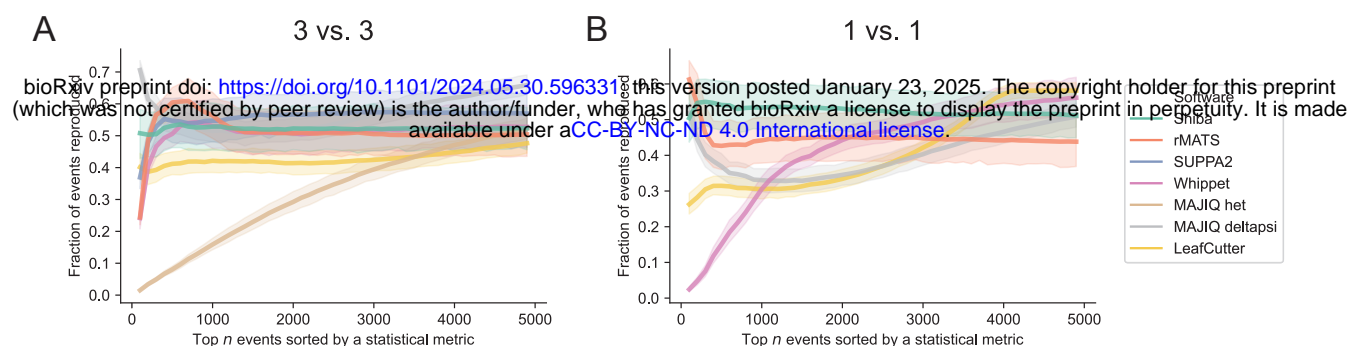 A
3 vs. 3
B
1 vs. 1
bioRxiv preprint doi: https://doi.org/10.1101/2024.05.30.596331; this version posted January 23, 2025. The copyright holder for this preprint
(which was not certified by peer review) is the author/funder, who has granted bioRxiv a license to display the preprint in perpetuity. It is made
available under aCC-BY-NC-ND 4.0 International license.
Fraction of events reproduced
0.7
0.6
0.5
0.4
0.3
0.2
0.1
0.0
0
1000
2000
3000
4000
5000
Top n events sorted by a statistical metric
Fraction of events reproduced
0.6
0.5
0.4
0.3
0.2
0.1
0.0
0
1000
2000
3000
4000
5000
Top n events sorted by a statistical metric
Software
Shiba
rMATS
SUPPA2
Whippet
MAJIQ het
MAJIQ deltapsi
LeafCutter